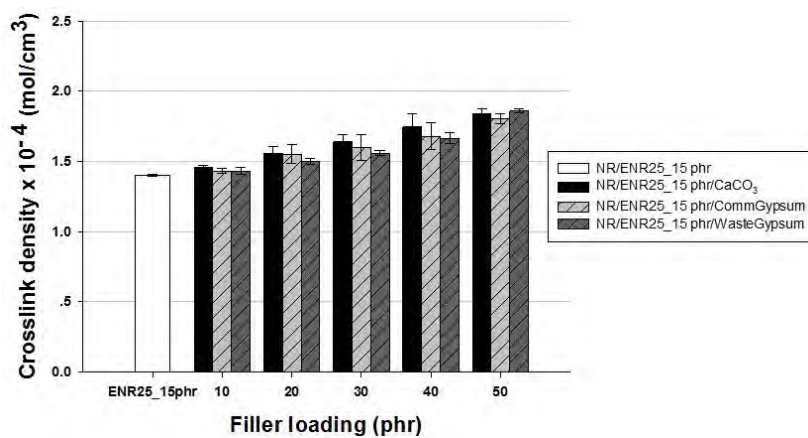 Crosslink density x 10⁻⁴ (mol/cm³)
2.5
2.0
1.5
1.0
.5
0.0
ENR25_15phr 10 20 30 40 50
Filler loading (phr)
NR/ENR25_15 phr
NR/ENR25_15 phr/CaCO₃
NR/ENR25_15 phr/CommGypsum
NR/ENR25_15 phr/WasteGypsum